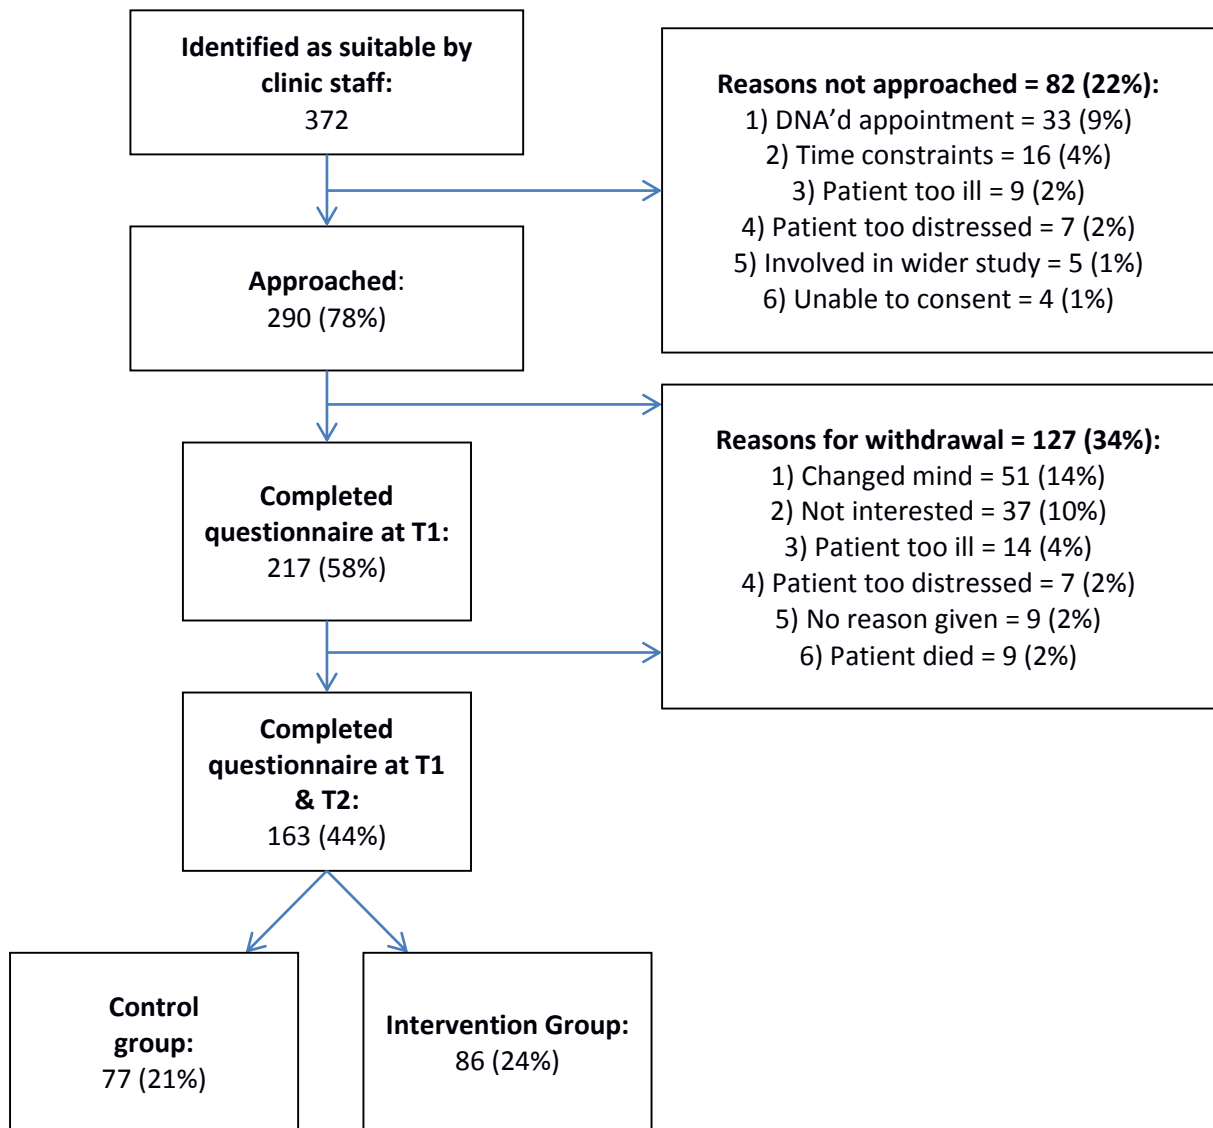 Identified as suitable by
clinic staff:
372
Reasons not approached = 82 (22%):
1) DNA’d appointment = 33 (9%)
2) Time constraints = 16 (4%)
3) Patient too ill = 9 (2%)
4) Patient too distressed = 7 (2%)
5) Involved in wider study = 5 (1%)
6) Unable to consent = 4 (1%)
Approached:
290 (78%)
Reasons for withdrawal = 127 (34%):
1) Changed mind = 51 (14%)
2) Not interested = 37 (10%)
3) Patient too ill = 14 (4%)
4) Patient too distressed = 7 (2%)
5) No reason given = 9 (2%)
6) Patient died = 9 (2%)
Completed
questionnaire at T1:
217 (58%)
Completed
questionnaire at T1
& T2:
163 (44%)
Control
group:
77 (21%)
Intervention Group:
86 (24%)